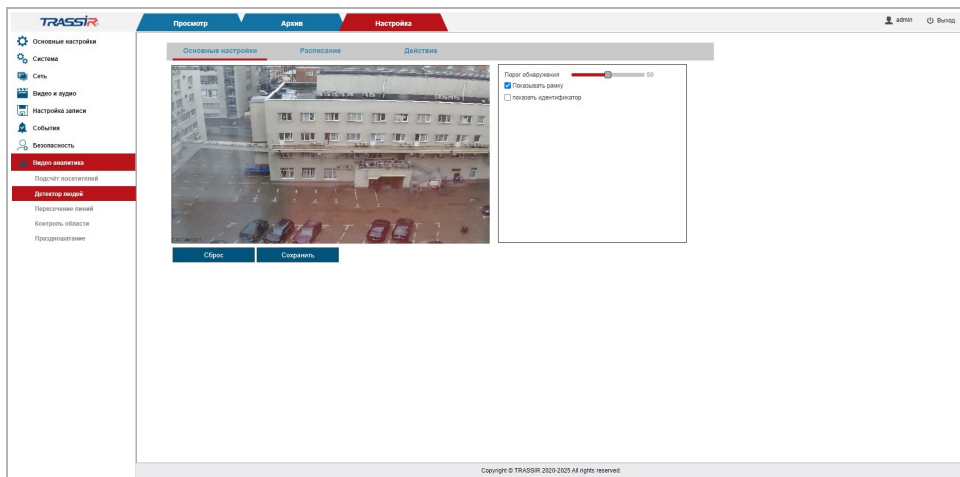 TRASSIR
Просмотр
Архив
Настройка
admin
Выход
Основные настройки
Система
Сеть
Видео и аудио
Настройка записи
События
Безопасность
Видео аналитика
Подсчёт посетителей
Детектор людей
Пересечение линий
Контроль области
Праздношатание
Основные настройки
Расписание
Действие
Порог обнаружения
50
Показывать рамку
показать идентификатор
Сброс
Сохранить
Copyright © TRASSIR 2020-2025 All rights reserved.